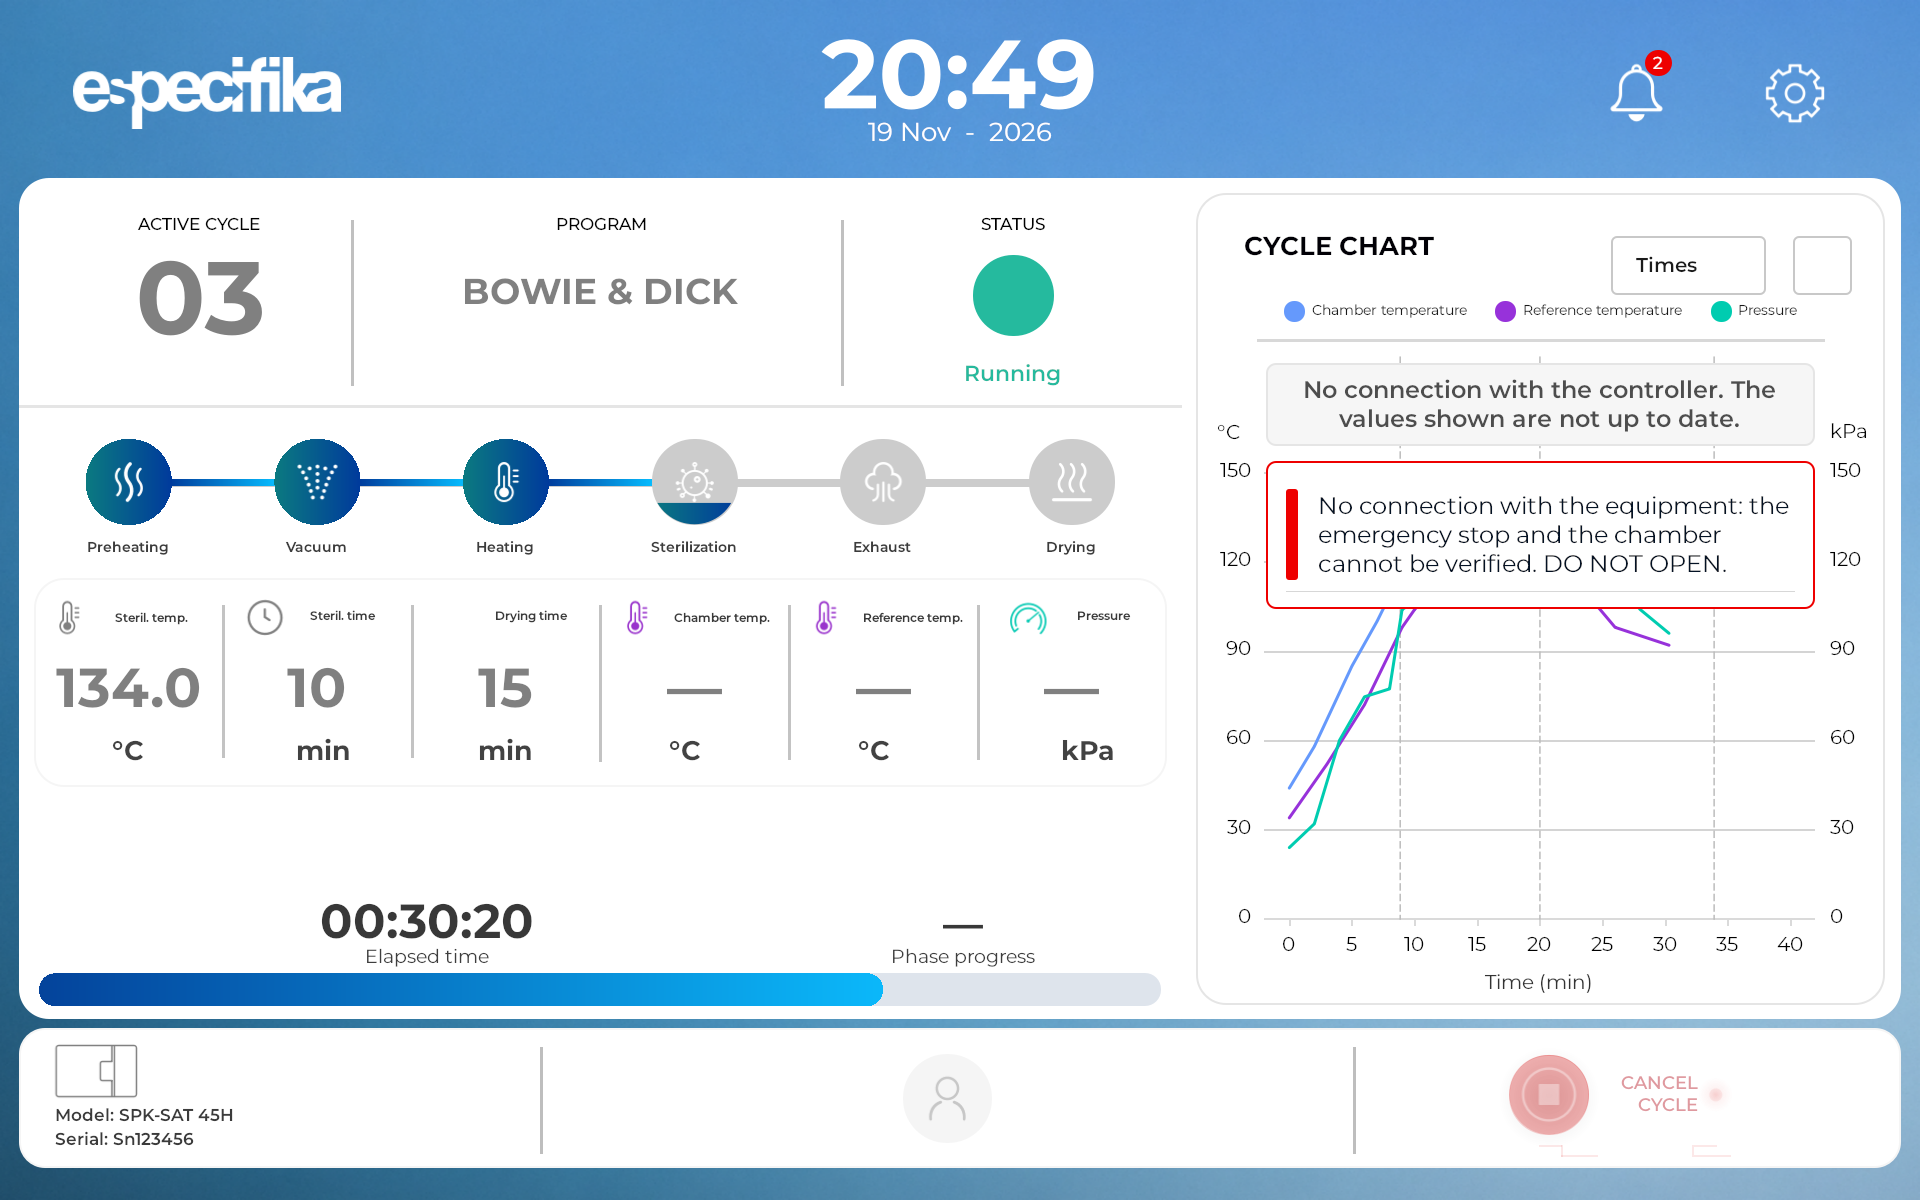 especifika
20:49
19 Nov - 2026
2
ACTIVE CYCLE
03
PROGRAM
BOWIE & DICK
STATUS
Running
Preheating
Vacuum
Heating
Sterilization
Exhaust
Drying
Steril. temp.
134.0
°C
Steril. time
10
min
Drying time
15
min
Chamber temp.
—
°C
Reference temp.
—
°C
Pressure
—
kPa
00:30:20
Elapsed time
—
Phase progress
CYCLE CHART
Times
Chamber temperature
Reference temperature
Pressure
No connection with the controller. The
values shown are not up to date.
°C
kPa
No connection with the equipment: the
emergency stop and the chamber
cannot be verified. DO NOT OPEN.
150
150
120
120
90
90
60
60
30
30
0
0
0 5 10 15 20 25 30 35 40
Time (min)
Model: SPK-SAT 45H
Serial: Sn123456
CANCEL
CYCLE